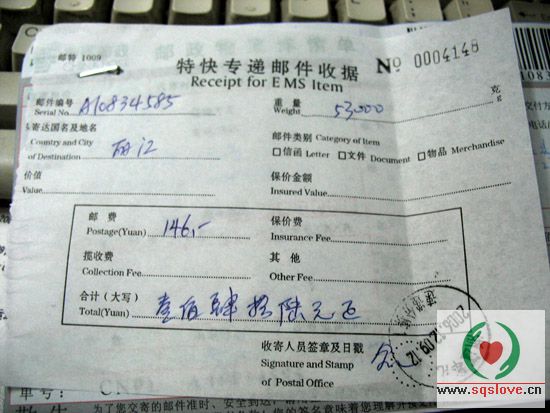 邮特 1009
特快专递邮件收据 № 0004148
Receipt for EMS Item
邮件编号
Serial No. A10834585
重量 克
Weight 53000 g
寄达国名及地名
Country and City
of Destination 丽江
邮件类别 Category of Item
□信函 Letter □文件 Document □物品 Merchandise
价值
Value
保价金额
Insured Value
邮费
Postage(Yuan) 146,-
保价费
Insurance Fee
揽收费
Collection Fee
其他
Other Fee
合计(大写)
Total(Yuan) 壹佰肆拾陆元正
收寄人员签章及日戳
Signature and Stamp
of Postal Office
单号:
www.sqslove.cn